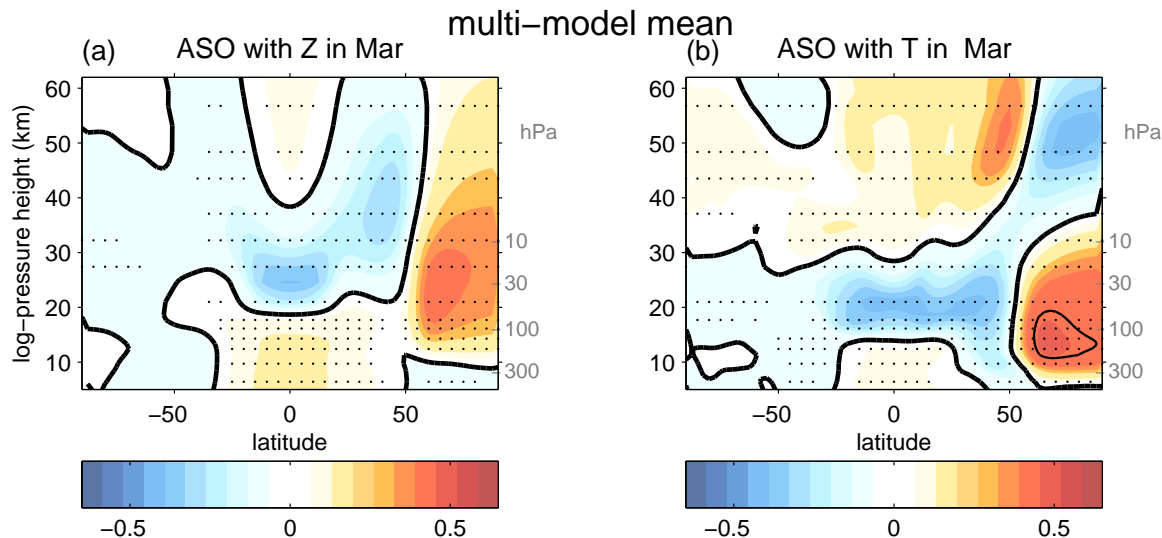 multi−model mean
(a) ASO with Z in Mar
(b) ASO with T in Mar
60
50
40
30
20
10
log−pressure height (km)
hPa
10
30
100
300
−50 0 50
latitude
−0.5 0 0.5
60
50
40
30
20
10
hPa
10
30
100
300
−50 0 50
latitude
−0.5 0 0.5